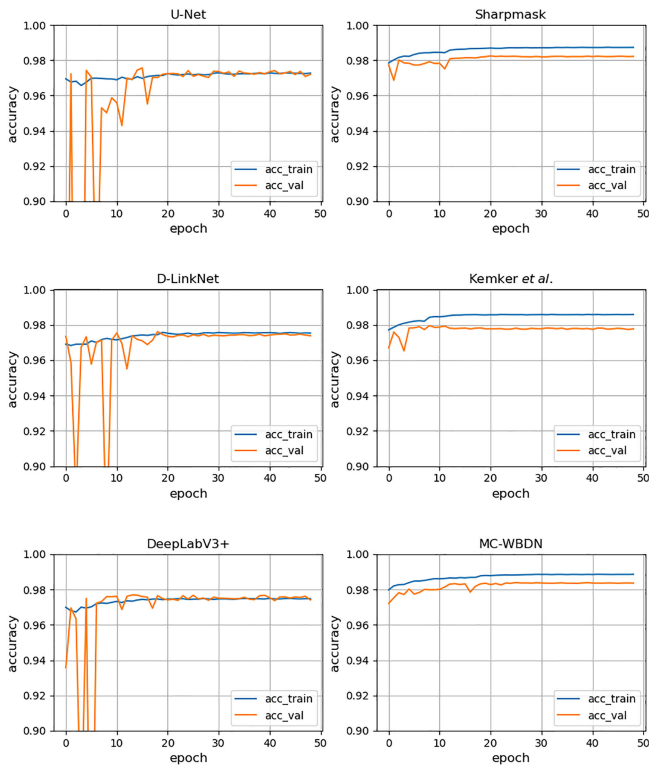 U-Net
1.00
0.98
0.96
0.94
0.92
0.90
accuracy
acc_train
acc_val
0 10 20 30 40 50
epoch
Sharpmask
1.00
0.98
0.96
0.94
0.92
0.90
accuracy
acc_train
acc_val
0 10 20 30 40 50
epoch
D-LinkNet
1.00
0.98
0.96
0.94
0.92
0.90
accuracy
acc_train
acc_val
0 10 20 30 40 50
epoch
Kemker et al.
1.00
0.98
0.96
0.94
0.92
0.90
accuracy
acc_train
acc_val
0 10 20 30 40 50
epoch
DeepLabV3+
1.00
0.98
0.96
0.94
0.92
0.90
accuracy
acc_train
acc_val
0 10 20 30 40 50
epoch
MC-WBDN
1.00
0.98
0.96
0.94
0.92
0.90
accuracy
acc_train
acc_val
0 10 20 30 40 50
epoch